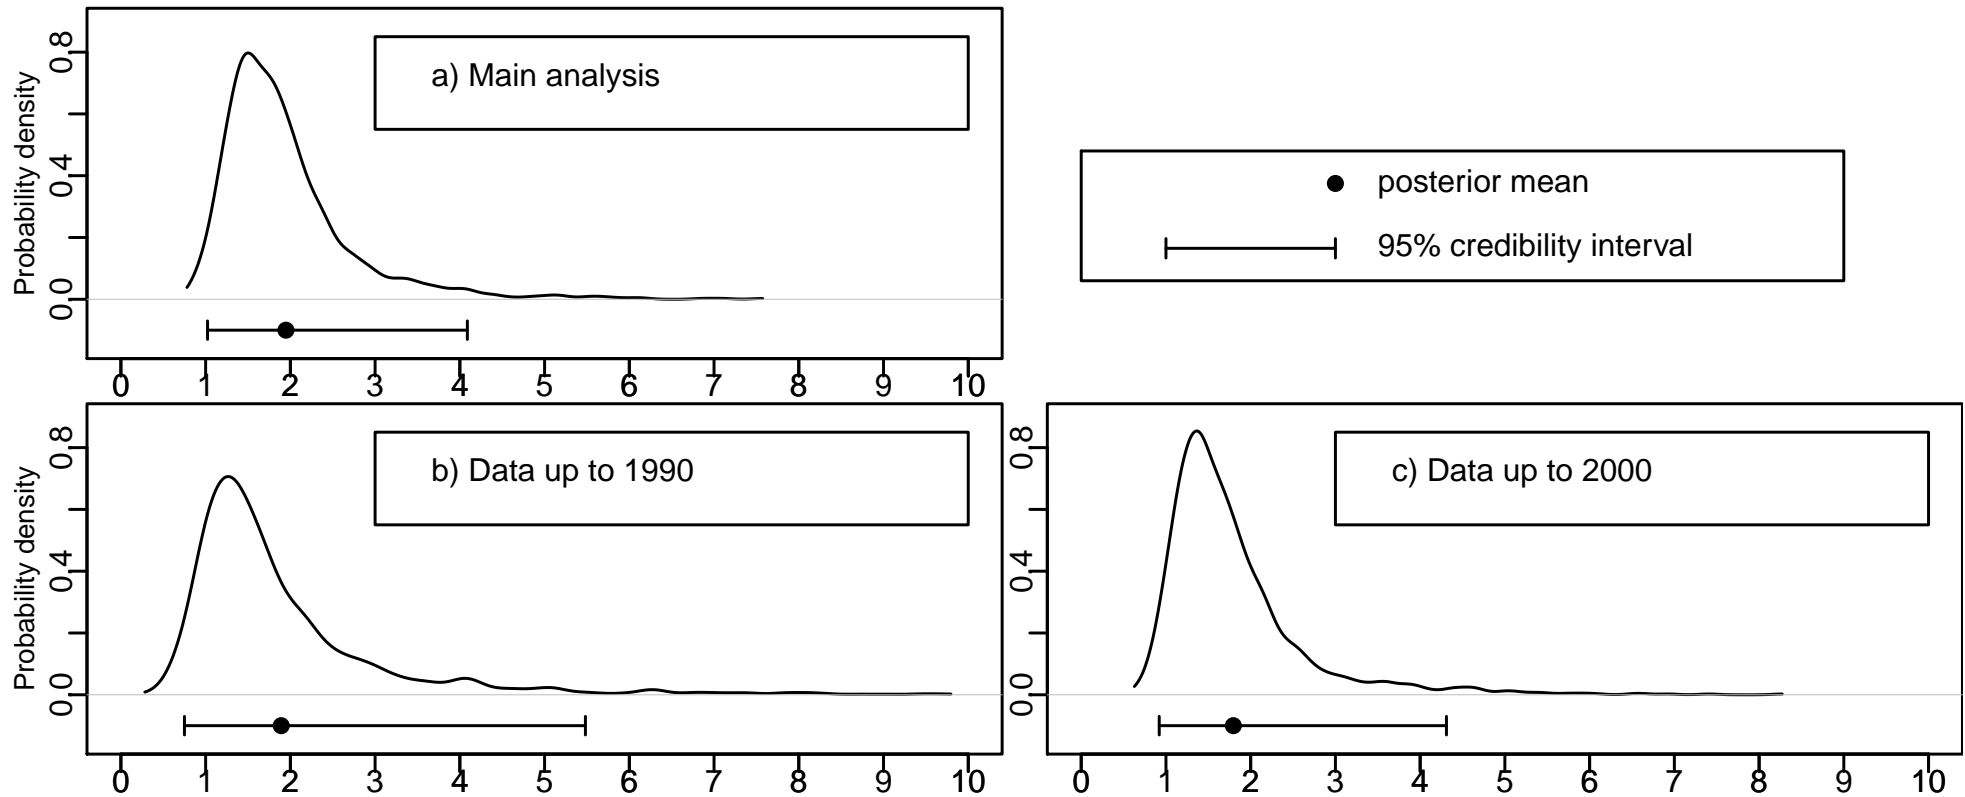 a) Main analysis
Probability density
0.0 0.4 0.8
0 1 2 3 4 5 6 7 8 9 10
posterior mean
95% credibility interval
b) Data up to 1990
Probability density
0.0 0.4 0.8
0 1 2 3 4 5 6 7 8 9 10
c) Data up to 2000
0.0 0.4 0.8
0 1 2 3 4 5 6 7 8 9 10